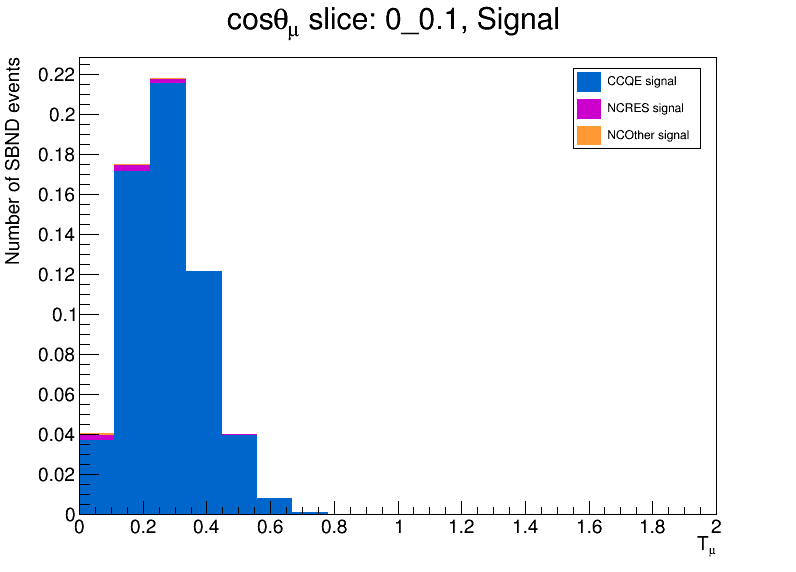 cosθμ slice: 0_0.1, Signal
Number of SBND events
0.22
0.2
0.18
0.16
0.14
0.12
0.1
0.08
0.06
0.04
0.02
0
CCQE signal
NCRES signal
NCOther signal
0 0.2 0.4 0.6 0.8 1 1.2 1.4 1.6 1.8 2
Tμ